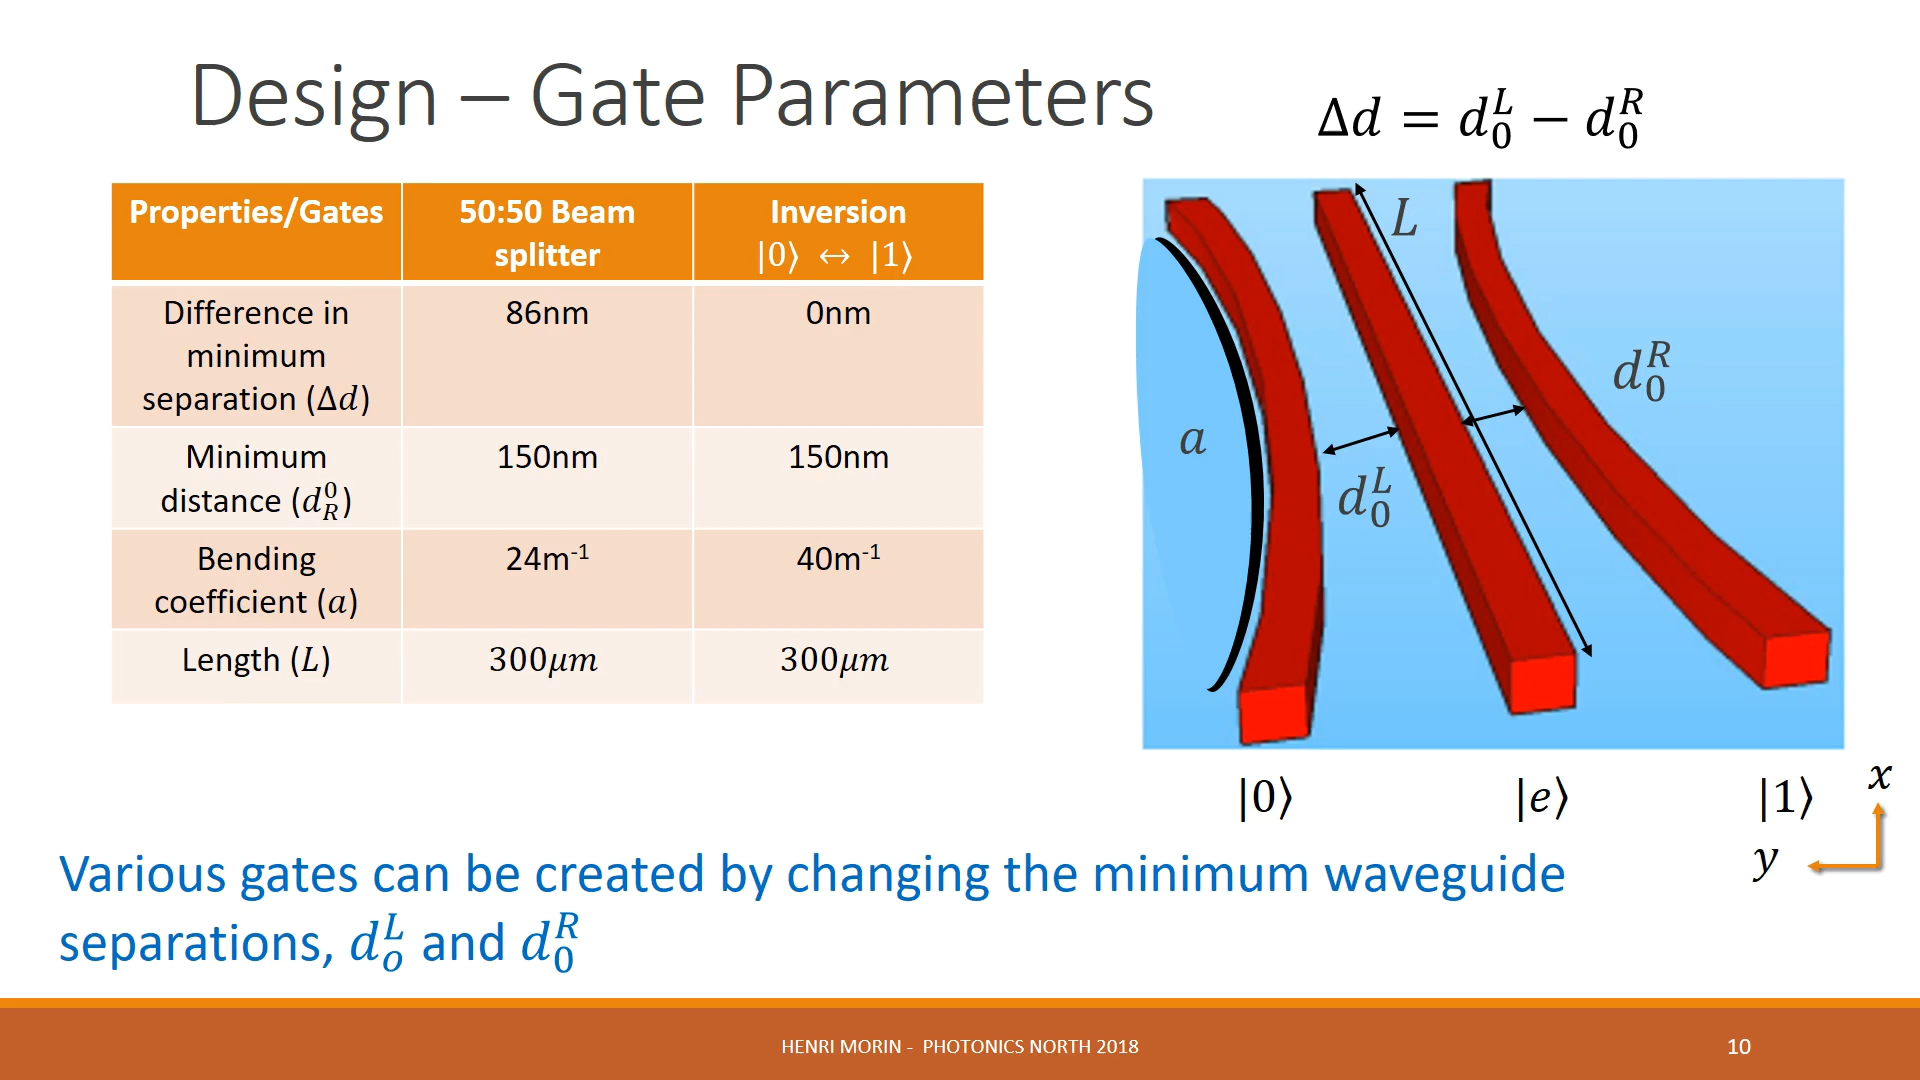 Design – Gate Parameters
Δd = d₀ᴸ − d₀ᴿ
Properties/Gates
50:50 Beam
splitter
Inversion
|0⟩ ↔ |1⟩
Difference in
minimum
separation (Δd)
86nm
0nm
Minimum
distance (d_R^0)
150nm
150nm
Bending
coefficient (a)
24m⁻¹
40m⁻¹
Length (L)
300μm
300μm
L
d₀ᴿ
a
d₀ᴸ
|0⟩
|e⟩
|1⟩
x
y
Various gates can be created by changing the minimum waveguide
separations, dₒᴸ and d₀ᴿ
HENRI MORIN - PHOTONICS NORTH 2018
10